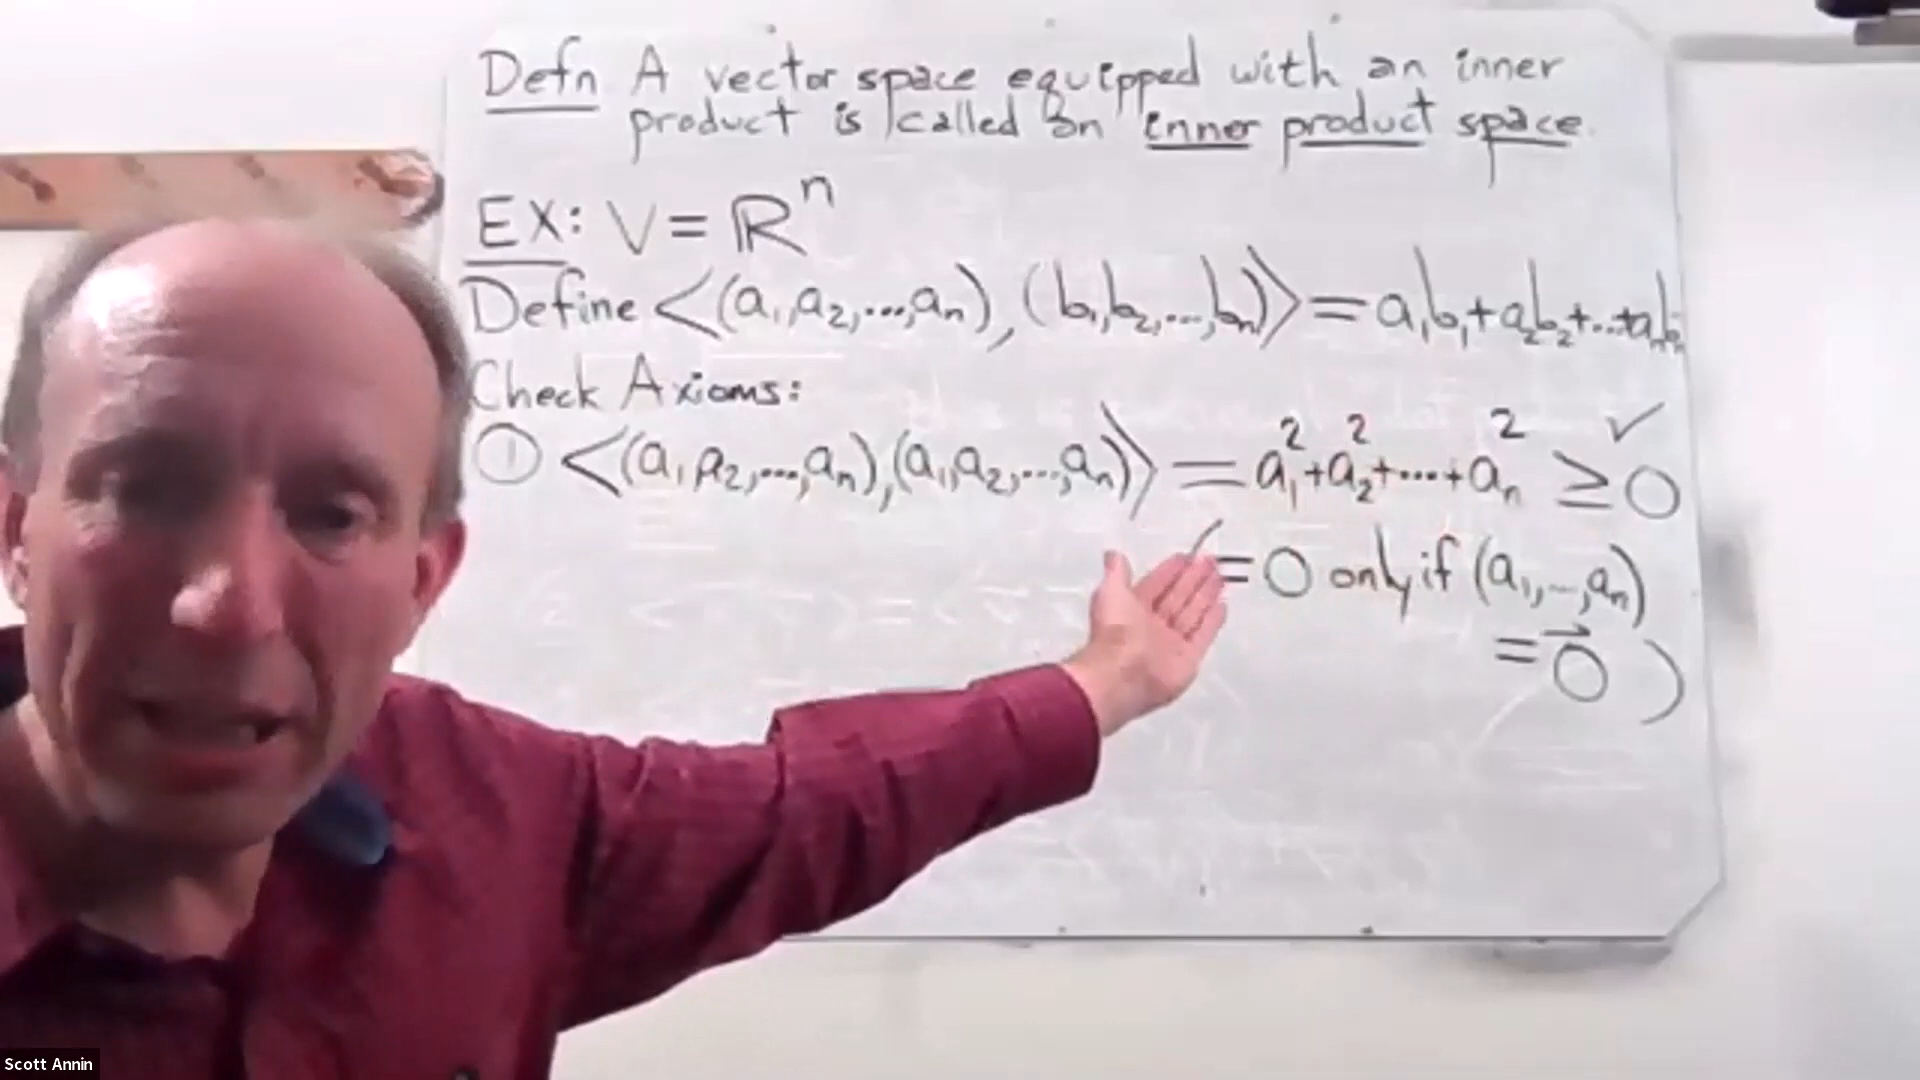 Defn A vector space equipped with an inner
product is called an inner product space.
EX: V = ℝⁿ
Define <(a₁,a₂,...,aₙ), (b₁,b₂,...,bₙ)> = a₁b₁+a₂b₂+...+aₙbₙ
Check Axioms:
① <(a₁,a₂,...,aₙ),(a₁,a₂,...,aₙ)> = a₁²+a₂²+....+aₙ² ≥ 0 ✓
= 0 only if (a₁,...,aₙ)
= 0⃗ )
Scott Annin